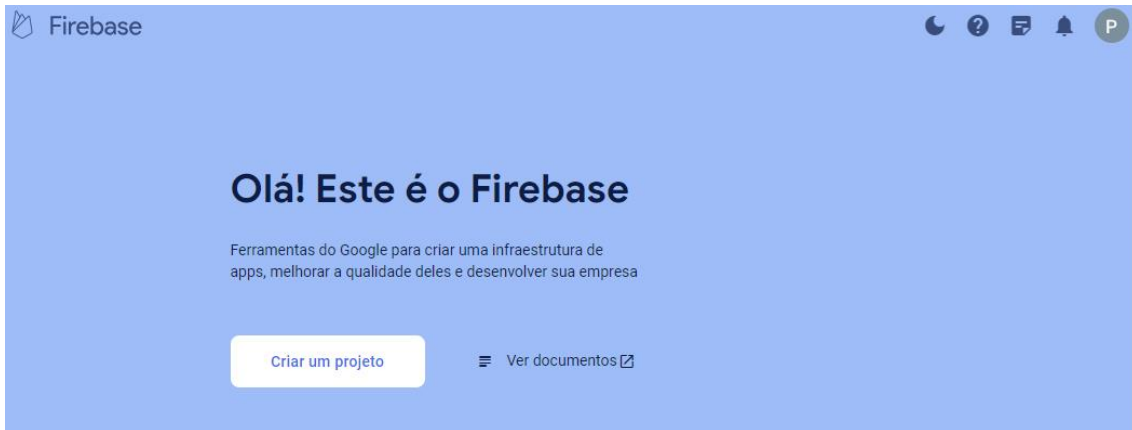 Firebase
P
Olá! Este é o Firebase
Ferramentas do Google para criar uma infraestrutura de
apps, melhorar a qualidade deles e desenvolver sua empresa
Criar um projeto
Ver documentos